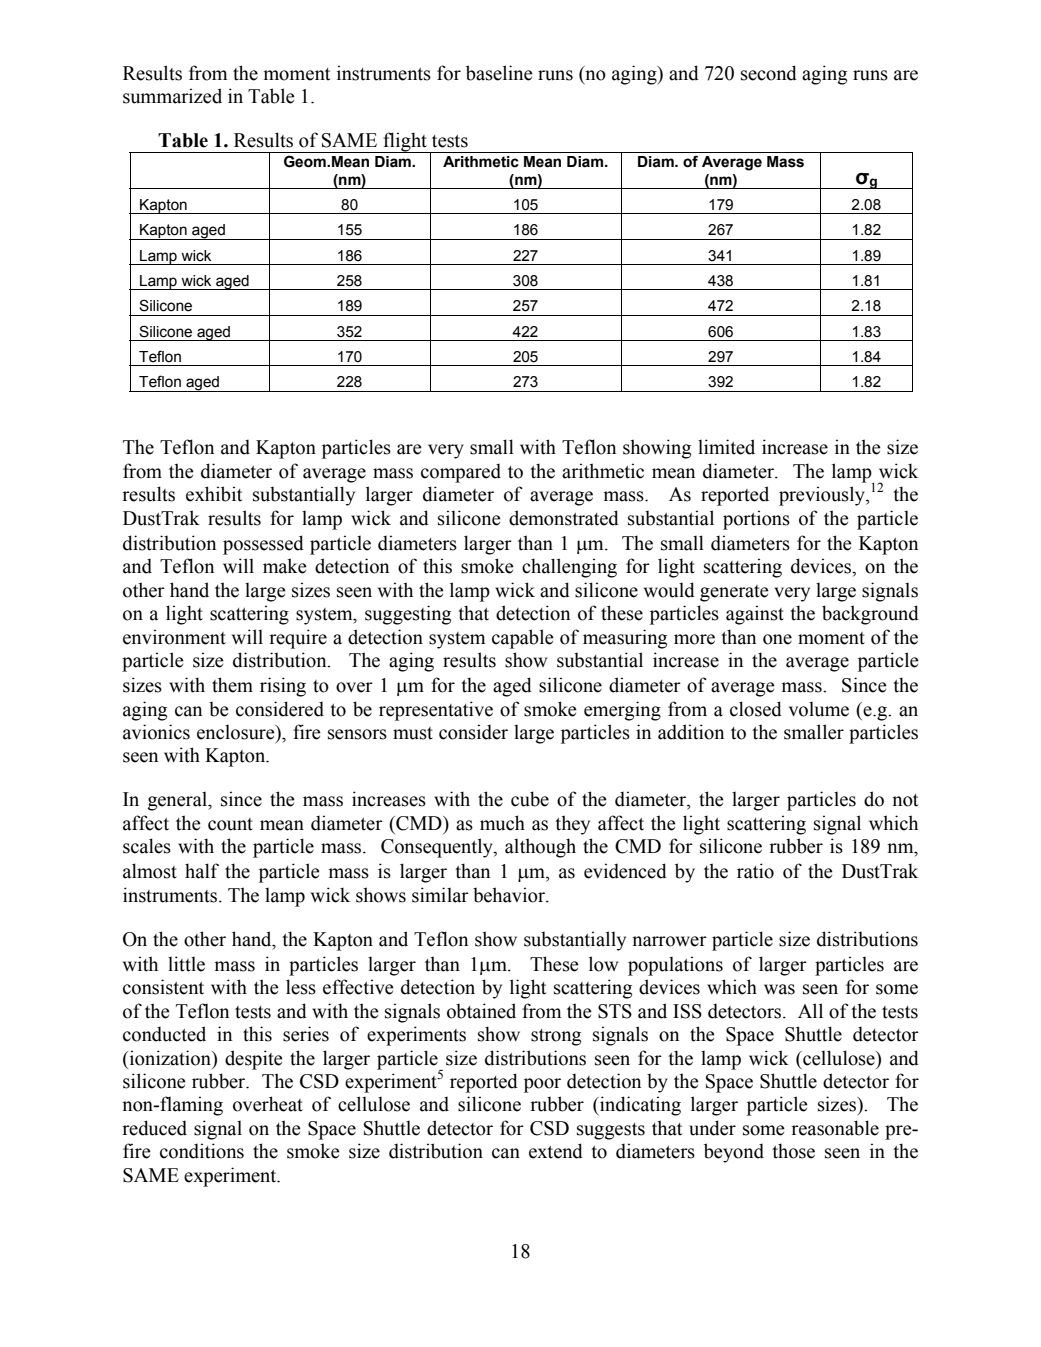 Results from the moment instruments for baseline runs (no aging) and 720 second aging runs are
summarized in Table 1.
Table 1. Results of SAME flight tests
Geom.Mean Diam. (nm) Arithmetic Mean Diam. (nm) Diam. of Average Mass (nm) σg
Kapton 80 105 179 2.08
Kapton aged 155 186 267 1.82
Lamp wick 186 227 341 1.89
Lamp wick aged 258 308 438 1.81
Silicone 189 257 472 2.18
Silicone aged 352 422 606 1.83
Teflon 170 205 297 1.84
Teflon aged 228 273 392 1.82
The Teflon and Kapton particles are very small with Teflon showing limited increase in the size
from the diameter of average mass compared to the arithmetic mean diameter. The lamp wick
results exhibit substantially larger diameter of average mass. As reported previously,12 the
DustTrak results for lamp wick and silicone demonstrated substantial portions of the particle
distribution possessed particle diameters larger than 1 μm. The small diameters for the Kapton
and Teflon will make detection of this smoke challenging for light scattering devices, on the
other hand the large sizes seen with the lamp wick and silicone would generate very large signals
on a light scattering system, suggesting that detection of these particles against the background
environment will require a detection system capable of measuring more than one moment of the
particle size distribution. The aging results show substantial increase in the average particle
sizes with them rising to over 1 μm for the aged silicone diameter of average mass. Since the
aging can be considered to be representative of smoke emerging from a closed volume (e.g. an
avionics enclosure), fire sensors must consider large particles in addition to the smaller particles
seen with Kapton.
In general, since the mass increases with the cube of the diameter, the larger particles do not
affect the count mean diameter (CMD) as much as they affect the light scattering signal which
scales with the particle mass. Consequently, although the CMD for silicone rubber is 189 nm,
almost half the particle mass is larger than 1 μm, as evidenced by the ratio of the DustTrak
instruments. The lamp wick shows similar behavior.
On the other hand, the Kapton and Teflon show substantially narrower particle size distributions
with little mass in particles larger than 1μm. These low populations of larger particles are
consistent with the less effective detection by light scattering devices which was seen for some
of the Teflon tests and with the signals obtained from the STS and ISS detectors. All of the tests
conducted in this series of experiments show strong signals on the Space Shuttle detector
(ionization) despite the larger particle size distributions seen for the lamp wick (cellulose) and
silicone rubber. The CSD experiment5 reported poor detection by the Space Shuttle detector for
non-flaming overheat of cellulose and silicone rubber (indicating larger particle sizes). The
reduced signal on the Space Shuttle detector for CSD suggests that under some reasonable pre-
fire conditions the smoke size distribution can extend to diameters beyond those seen in the
SAME experiment.
18